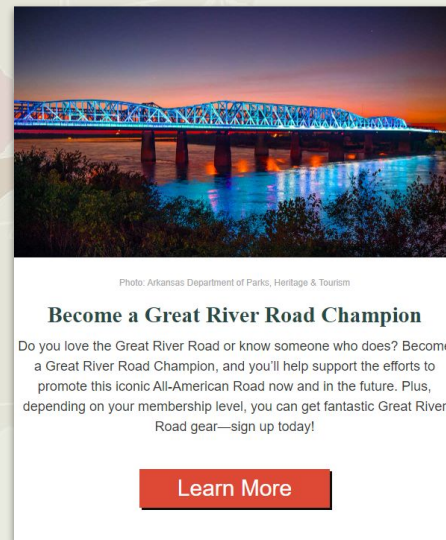 Photo: Arkansas Department of Parks, Heritage & Tourism
Become a Great River Road Champion
Do you love the Great River Road or know someone who does? Become
a Great River Road Champion, and you'll help support the efforts to
promote this iconic All-American Road now and in the future. Plus,
depending on your membership level, you can get fantastic Great River
Road gear—sign up today!
Learn More